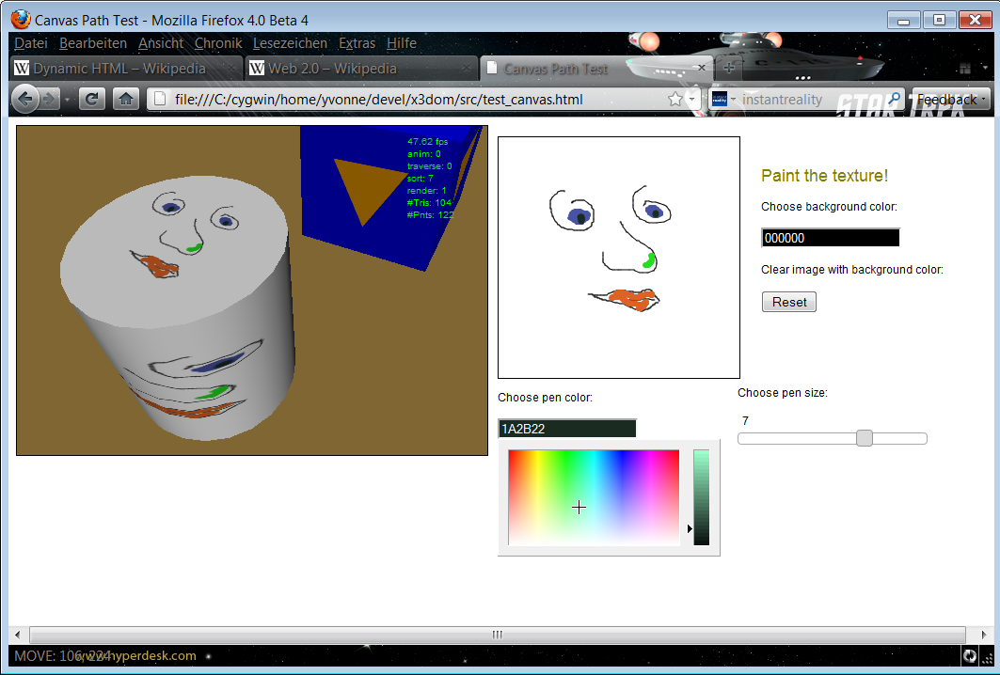 Canvas Path Test - Mozilla Firefox 4.0 Beta 4
Datei Bearbeiten Ansicht Chronik Lesezeichen Extras Hilfe
Dynamic HTML – Wikipedia
Web 2.0 – Wikipedia
Canvas Path Test
file:///C:/cygwin/home/yvonne/devel/x3dom/src/test_canvas.html
instantreality
Feedback
STAR TREK
47.62 fps
anim: 0
traverse: 0
sort: 7
render: 1
#Tris: 104
#Pnts: 122
Paint the texture!
Choose background color:
000000
Clear image with background color:
Reset
Choose pen color:
1A2B22
Choose pen size:
7
MOVE: 106, 224
www.hyperdesk.com